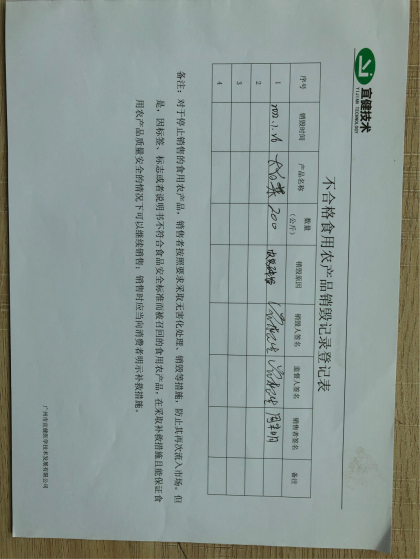 宜健技术
YIJIAN TECHNOLOGY
不合格食用农产品销毁记录登记表
序号 销毁时间 产品名称 数量（公斤） 销毁原因 销毁人签名 监督人签名 销售者签名 备注
1 大白菜 200
2
3
4
备注：对于停止销售的食用农产品，销售者按照要求采取无害化处理、销毁等措施，防止其再次流入市场。但
是，因标签、标志或者说明书不符合食品安全标准而被召回的食用农产品，在采取补救措施且能保证食
用农产品质量安全的情况下可以继续销售；销售时应当向消费者明示补救措施。